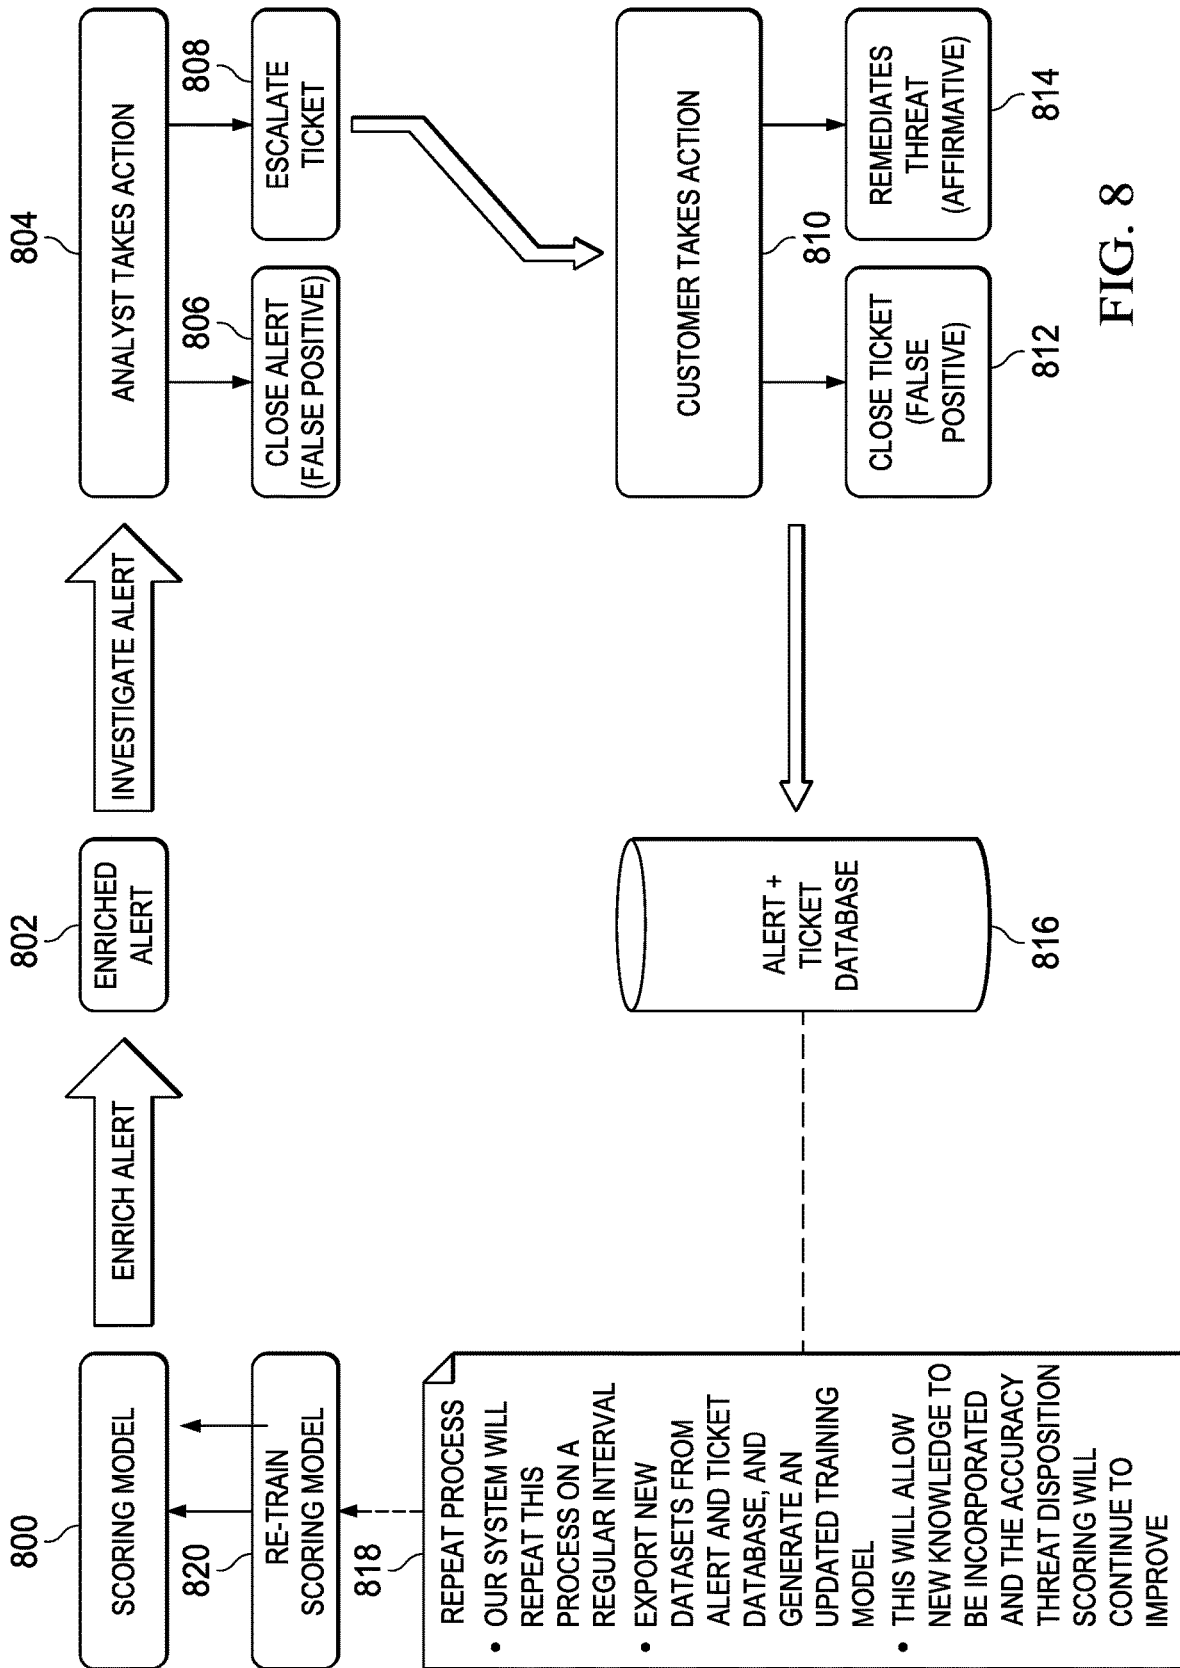 800
SCORING MODEL
820
RE-TRAIN
SCORING MODEL
818
REPEAT PROCESS
• OUR SYSTEM WILL
REPEAT THIS
PROCESS ON A
REGULAR INTERVAL
• EXPORT NEW
DATASETS FROM
ALERT AND TICKET
DATABASE, AND
GENERATE AN
UPDATED TRAINING
MODEL
• THIS WILL ALLOW
NEW KNOWLEDGE TO
BE INCORPORATED
AND THE ACCURACY
THREAT DISPOSITION
SCORING WILL
CONTINUE TO
IMPROVE
ENRICH ALERT
802
ENRICHED
ALERT
INVESTIGATE ALERT
804
ANALYST TAKES ACTION
806
CLOSE ALERT
(FALSE POSITIVE)
808
ESCALATE
TICKET
CUSTOMER TAKES ACTION
810
CLOSE TICKET
(FALSE
POSITIVE)
812
REMEDIATES
THREAT
(AFFIRMATIVE)
814
ALERT +
TICKET
DATABASE
816
FIG. 8